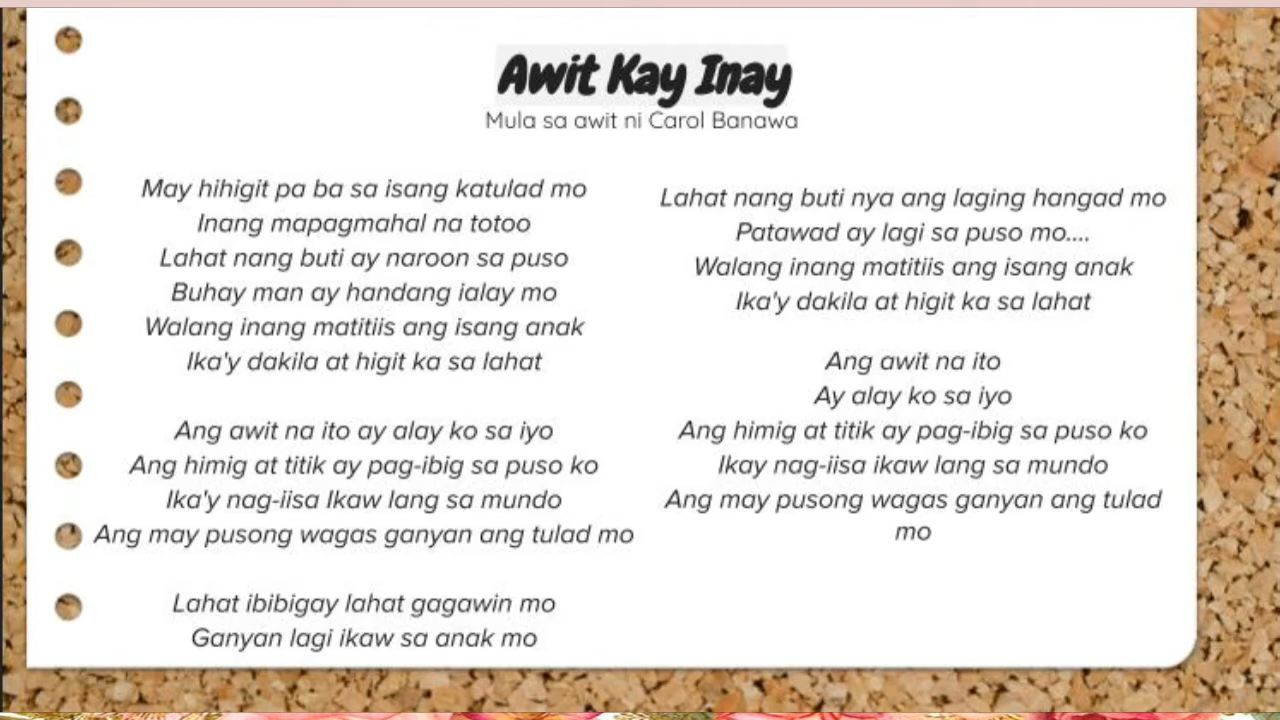 Awit Kay Inay
Mula sa awit ni Carol Banawa
May hihigit pa ba sa isang katulad mo
Inang mapagmahal na totoo
Lahat nang buti ay naroon sa puso
Buhay man ay handang ialay mo
Walang inang matitiis ang isang anak
Ika'y dakila at higit ka sa lahat
Ang awit na ito ay alay ko sa iyo
Ang himig at titik ay pag-ibig sa puso ko
Ika'y nag-iisa Ikaw lang sa mundo
Ang may pusong wagas ganyan ang tulad mo
Lahat ibibigay lahat gagawin mo
Ganyan lagi ikaw sa anak mo
Lahat nang buti nya ang laging hangad mo
Patawad ay lagi sa puso mo....
Walang inang matitiis ang isang anak
Ika'y dakila at higit ka sa lahat
Ang awit na ito
Ay alay ko sa iyo
Ang himig at titik ay pag-ibig sa puso ko
Ikay nag-iisa ikaw lang sa mundo
Ang may pusong wagas ganyan ang tulad
mo